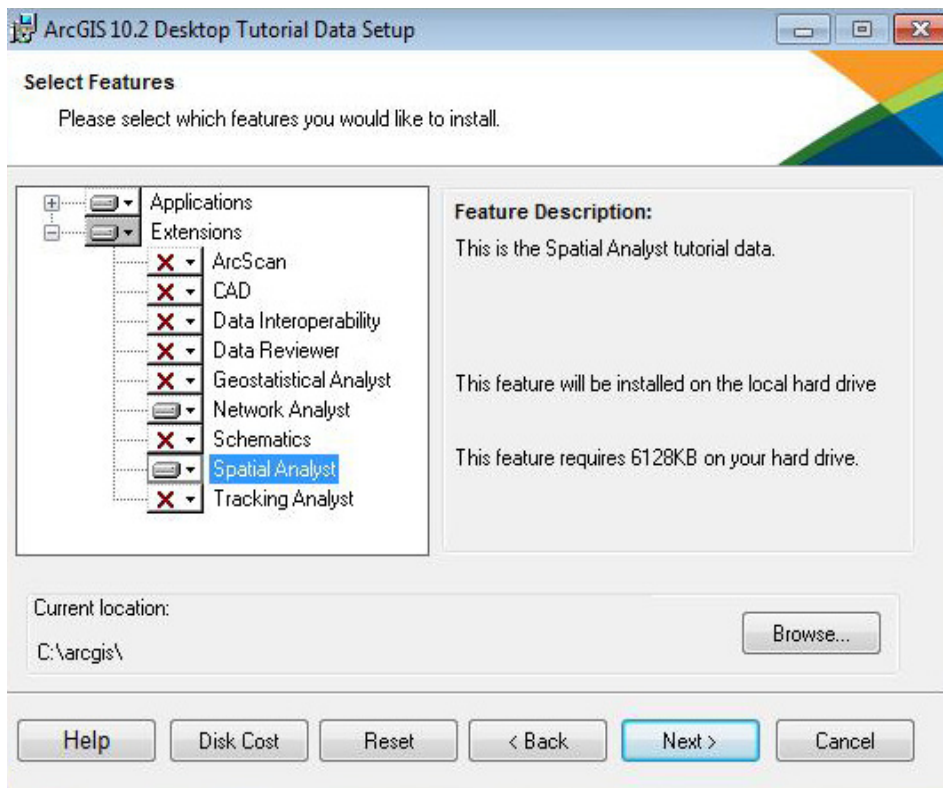 ArcGIS 10.2 Desktop Tutorial Data Setup
Select Features
Please select which features you would like to install.
Applications
Extensions
ArcScan
CAD
Data Interoperability
Data Reviewer
Geostatistical Analyst
Network Analyst
Schematics
Spatial Analyst
Tracking Analyst
Feature Description:
This is the Spatial Analyst tutorial data.
This feature will be installed on the local hard drive
This feature requires 6128KB on your hard drive.
Current location:
C:\arcgis\
Browse...
Help
Disk Cost
Reset
< Back
Next >
Cancel